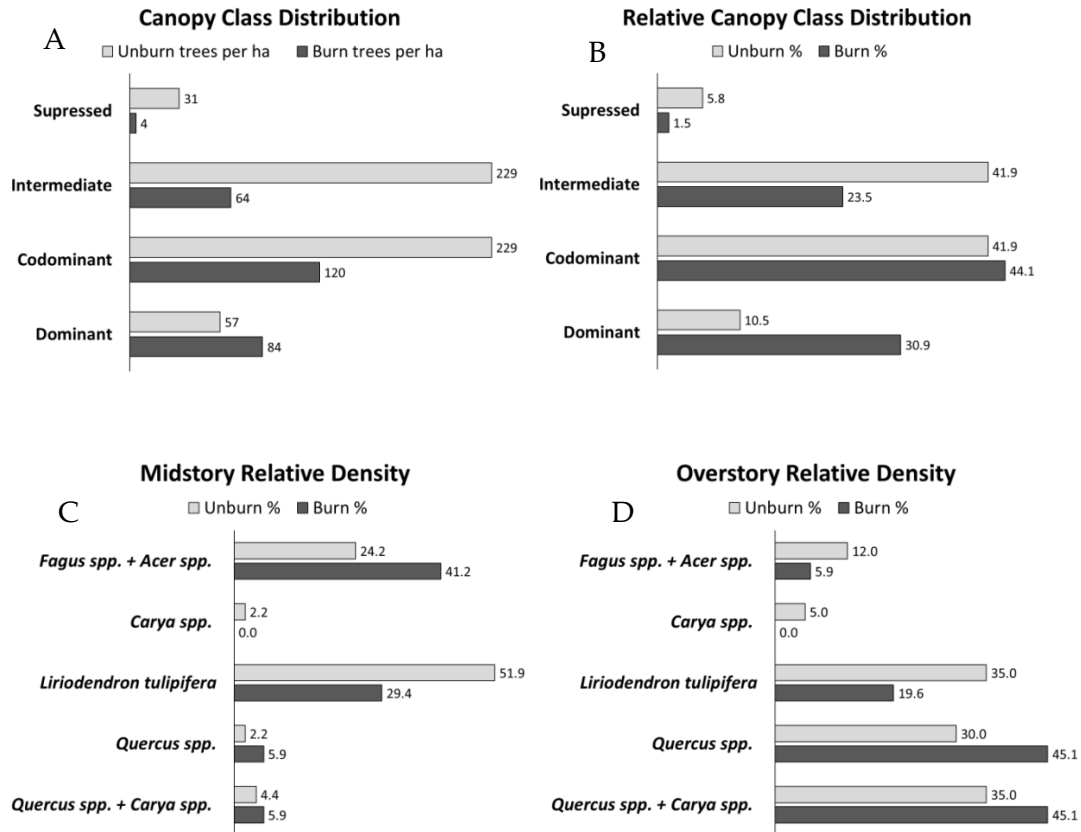 A
Canopy Class Distribution
Unburn trees per ha Burn trees per ha
Supressed
31
4
Intermediate
229
64
Codominant
229
120
Dominant
57
84
B
Relative Canopy Class Distribution
Unburn % Burn %
Supressed
5.8
1.5
Intermediate
41.9
23.5
Codominant
41.9
44.1
Dominant
10.5
30.9
C
Midstory Relative Density
Unburn % Burn %
Fagus spp. + Acer spp.
24.2
41.2
Carya spp.
2.2
0.0
Liriodendron tulipifera
51.9
29.4
Quercus spp.
2.2
5.9
Quercus spp. + Carya spp.
4.4
5.9
D
Overstory Relative Density
Unburn % Burn %
Fagus spp. + Acer spp.
12.0
5.9
Carya spp.
5.0
0.0
Liriodendron tulipifera
35.0
19.6
Quercus spp.
30.0
45.1
Quercus spp. + Carya spp.
35.0
45.1